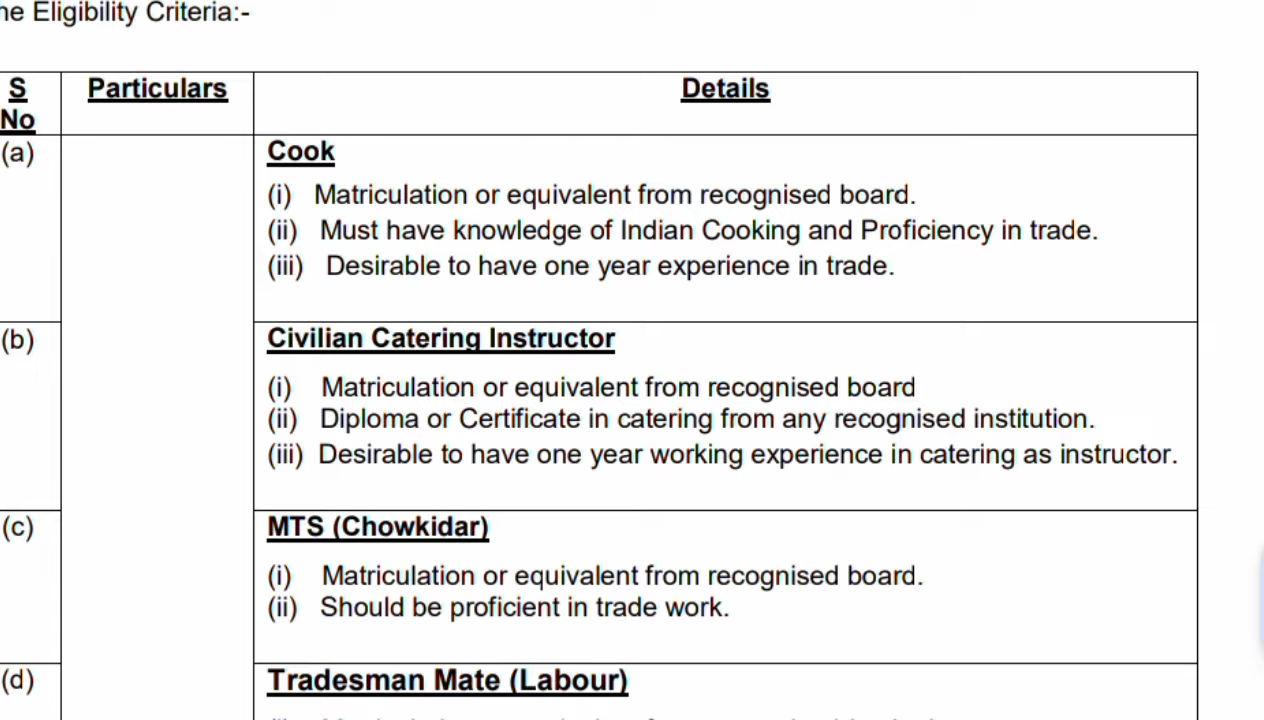 he Eligibility Criteria:-
S No
Particulars
Details
(a)
Cook
(i) Matriculation or equivalent from recognised board.
(ii) Must have knowledge of Indian Cooking and Proficiency in trade.
(iii) Desirable to have one year experience in trade.
(b)
Civilian Catering Instructor
(i) Matriculation or equivalent from recognised board
(ii) Diploma or Certificate in catering from any recognised institution.
(iii) Desirable to have one year working experience in catering as instructor.
(c)
MTS (Chowkidar)
(i) Matriculation or equivalent from recognised board.
(ii) Should be proficient in trade work.
(d)
Tradesman Mate (Labour)